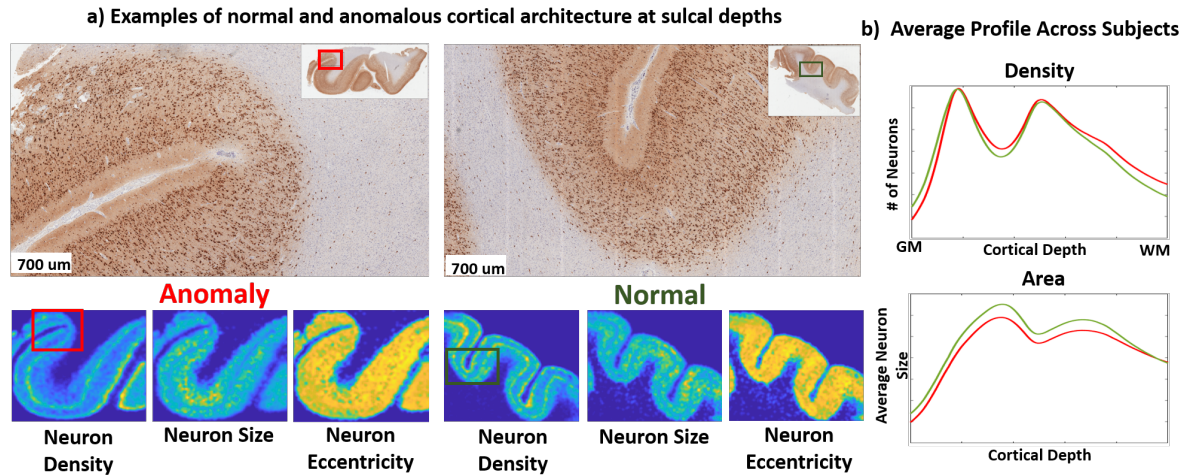 a) Examples of normal and anomalous cortical architecture at sulcal depths
700 um
700 um
Anomaly
Normal
Neuron
Density
Neuron Size
Neuron
Eccentricity
Neuron
Density
Neuron Size
Neuron
Eccentricity
b) Average Profile Across Subjects
Density
# of Neurons
GM
Cortical Depth
WM
Area
Average Neuron
Size
Cortical Depth